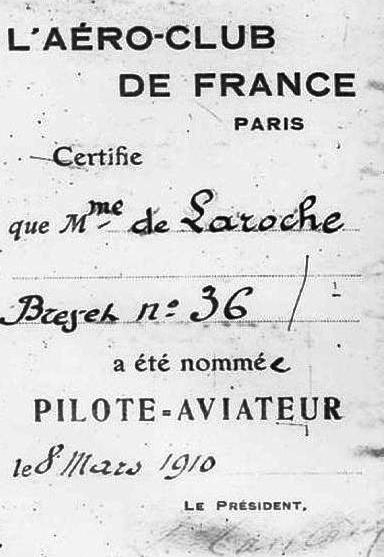 L'AÉRO-CLUB
DE FRANCE
PARIS
Certifie
que Mme de Laroche
Brevet no 36
a été nommée
PILOTE=AVIATEUR
le 8 Mars 1910
LE PRÉSIDENT,